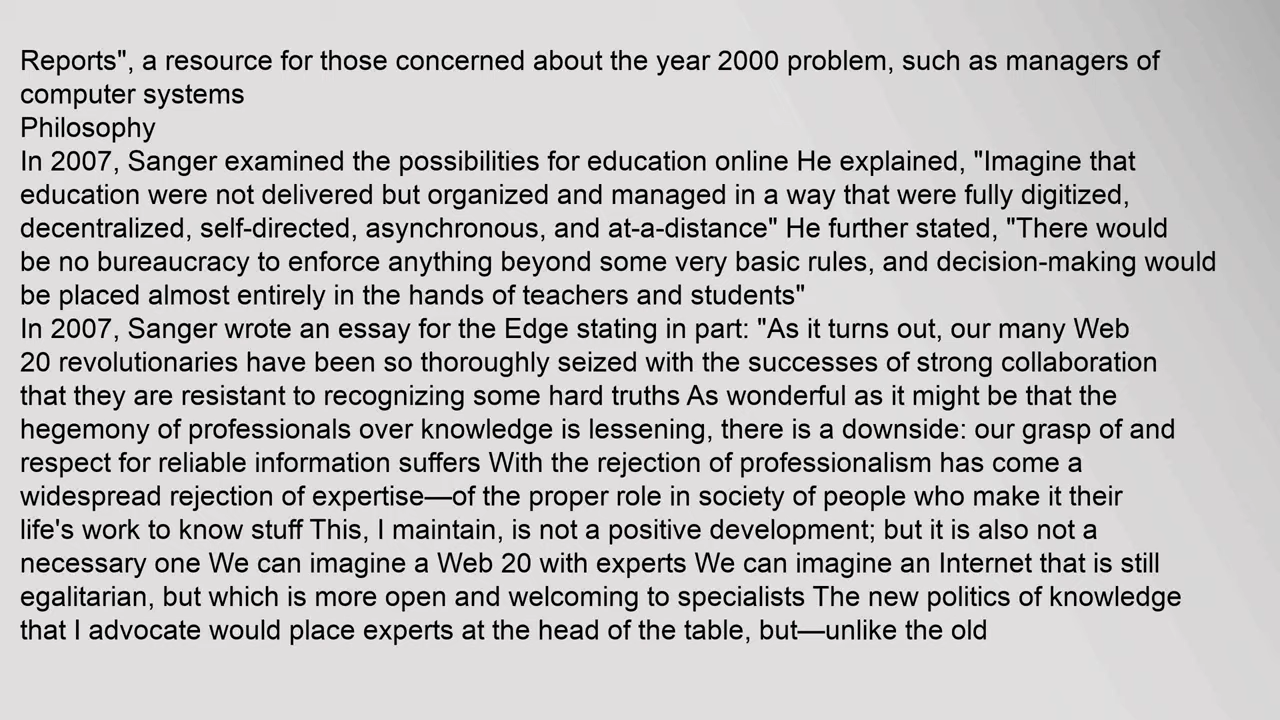 Reports", a resource for those concerned about the year 2000 problem, such as managers of
computer systems
Philosophy
In 2007, Sanger examined the possibilities for education online He explained, "Imagine that
education were not delivered but organized and managed in a way that were fully digitized,
decentralized, self-directed, asynchronous, and at-a-distance" He further stated, "There would
be no bureaucracy to enforce anything beyond some very basic rules, and decision-making would
be placed almost entirely in the hands of teachers and students"
In 2007, Sanger wrote an essay for the Edge stating in part: "As it turns out, our many Web
20 revolutionaries have been so thoroughly seized with the successes of strong collaboration
that they are resistant to recognizing some hard truths As wonderful as it might be that the
hegemony of professionals over knowledge is lessening, there is a downside: our grasp of and
respect for reliable information suffers With the rejection of professionalism has come a
widespread rejection of expertise—of the proper role in society of people who make it their
life's work to know stuff This, I maintain, is not a positive development; but it is also not a
necessary one We can imagine a Web 20 with experts We can imagine an Internet that is still
egalitarian, but which is more open and welcoming to specialists The new politics of knowledge
that I advocate would place experts at the head of the table, but—unlike the old